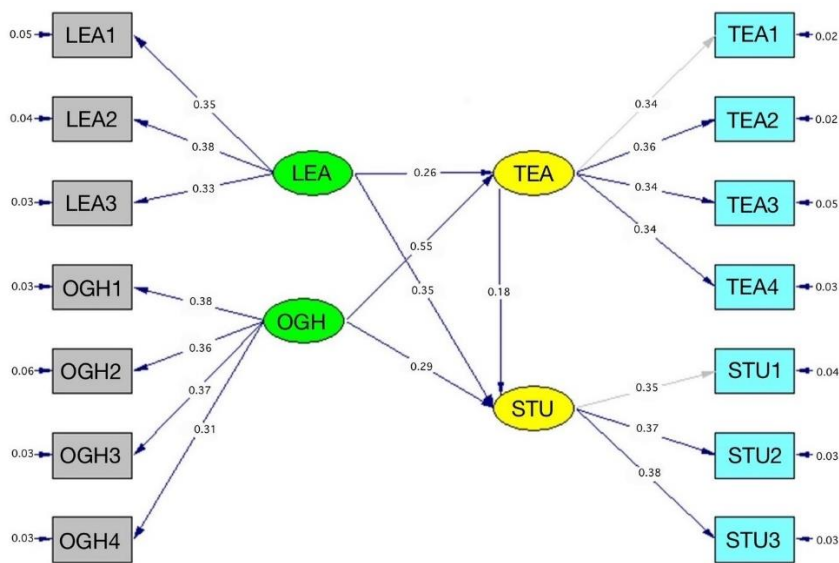 0.05 LEA1
0.04 LEA2
0.03 LEA3
0.03 OGH1
0.06 OGH2
0.03 OGH3
0.03 OGH4
0.35
0.38
0.33
0.38
0.36
0.37
0.31
LEA
OGH
0.26
0.55
0.35
0.18
0.29
TEA
STU
0.34
0.36
0.34
0.34
0.35
0.37
0.38
TEA1 0.02
TEA2 0.02
TEA3 0.05
TEA4 0.03
STU1 0.04
STU2 0.03
STU3 0.03